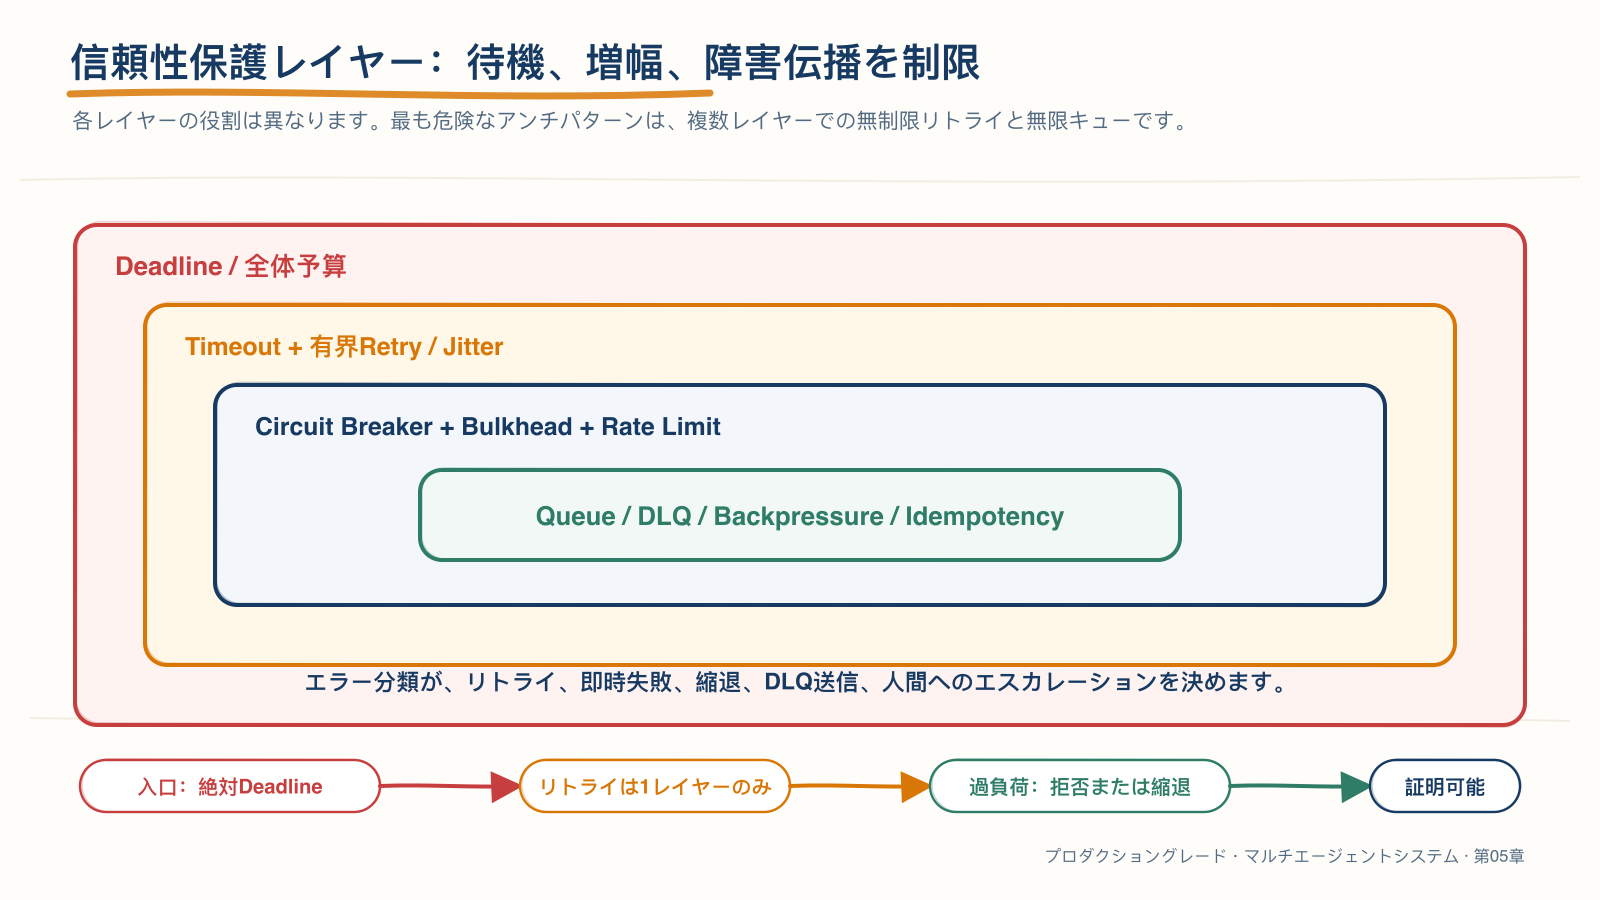 信頼性保護レイヤー：待機、増幅、障害伝播を制限
各レイヤーの役割は異なります。最も危険なアンチパターンは、複数レイヤーでの無制限リトライと無限キューです。
Deadline / 全体予算
Timeout + 有界Retry / Jitter
Circuit Breaker + Bulkhead + Rate Limit
Queue / DLQ / Backpressure / Idempotency
エラー分類が、リトライ、即時失敗、縮退、DLQ送信、人間へのエスカレーションを決めます。
入口：絶対Deadline
リトライは1レイヤーのみ
過負荷：拒否または縮退
証明可能
プロダクショングレード · マルチエージェントシステム · 第05章